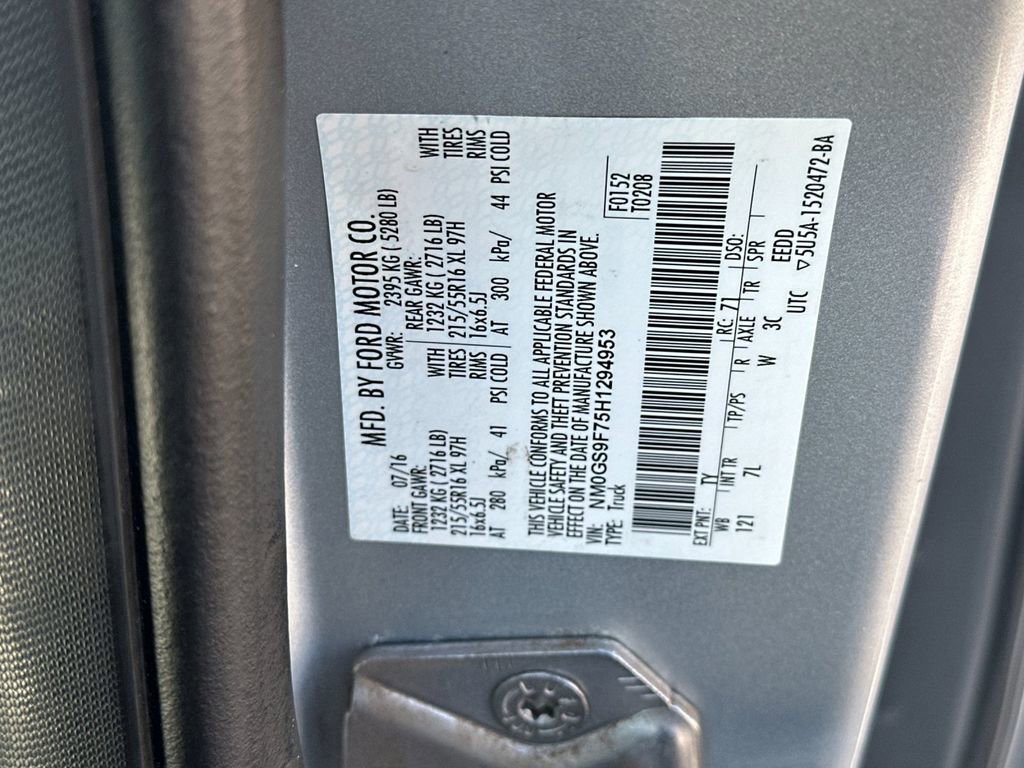 MFD. BY FORD MOTOR CO.
DATE: 07/16 GVWR: 2395 KG ( 5280 LB)
FRONT GAWR: REAR GAWR:
1232 KG ( 2716 LB) WITH 1232 KG ( 2716 LB) WITH
215/55R16 XL 97H TIRES 215/55R16 XL 97H TIRES
16x6.5J RIMS 16x6.5J RIMS
AT 280 kPa/ 41 PSI COLD AT 300 kPa/ 44 PSI COLD
THIS VEHICLE CONFORMS TO ALL APPLICABLE FEDERAL MOTOR
VEHICLE SAFETY AND THEFT PREVENTION STANDARDS IN
EFFECT ON THE DATE OF MANUFACTURE SHOWN ABOVE.
VIN: NM0GS9F75H1294953 F0152
TYPE: Truck T0208
EXT PNT: TY RC: 71 DSO:
WB INT TR TP/PS R AXLE TR SPR
121 7L W 3C EEDD
UTC ▽5U5A-1520472-BA